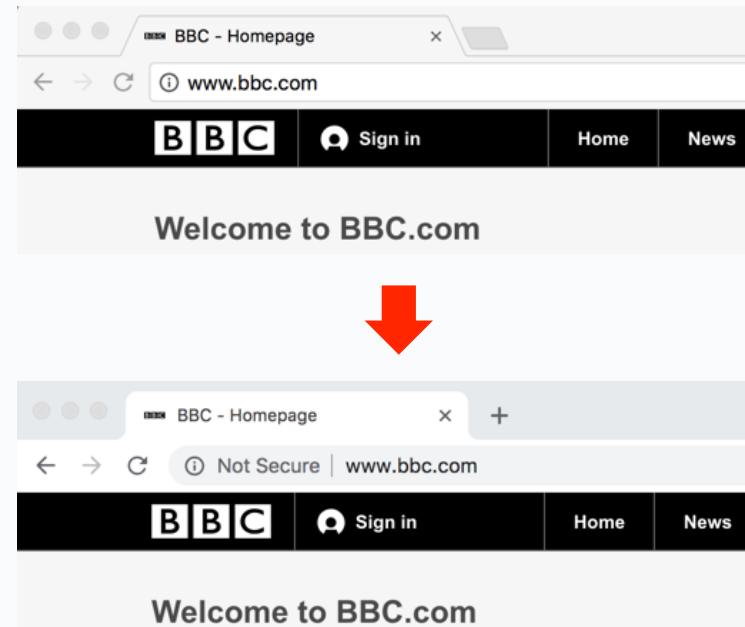 BBC - Homepage
www.bbc.com
BBC Sign in Home News
Welcome to BBC.com
BBC - Homepage
Not Secure | www.bbc.com
BBC Sign in Home News
Welcome to BBC.com